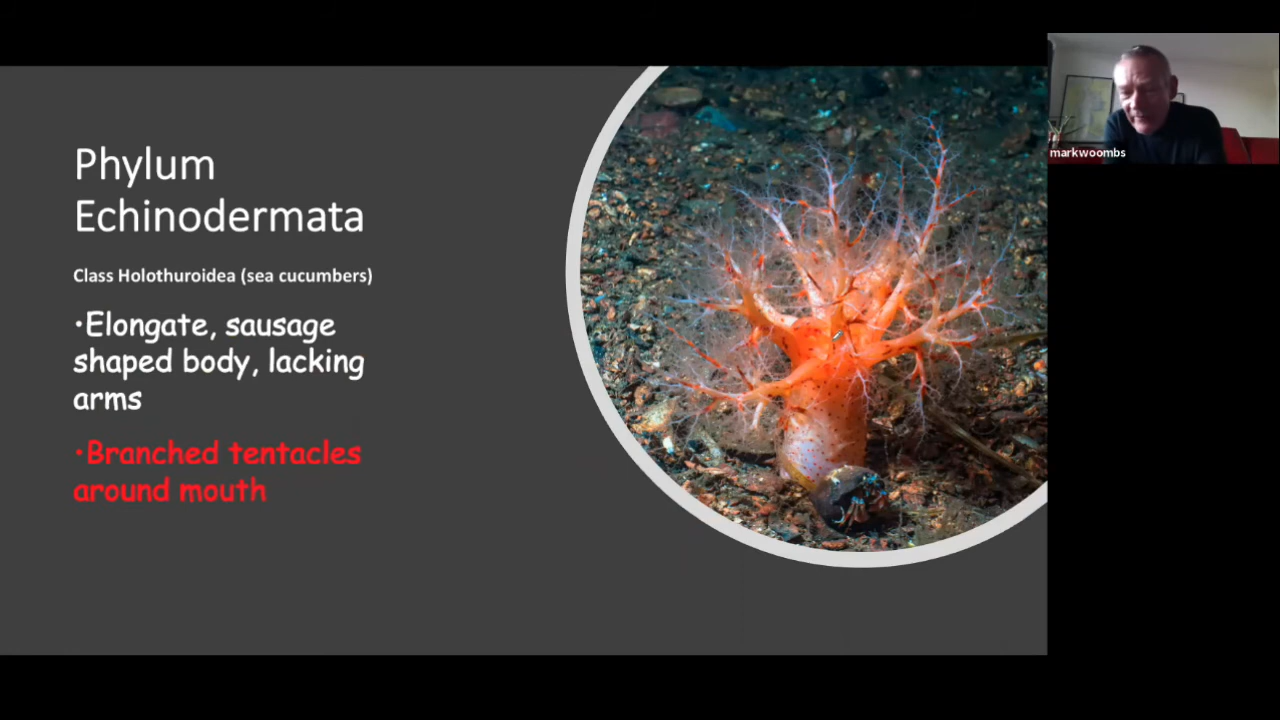 Phylum
Echinodermata
Class Holothuroidea (sea cucumbers)
•Elongate, sausage
shaped body, lacking
arms
•Branched tentacles
around mouth
markwoombs